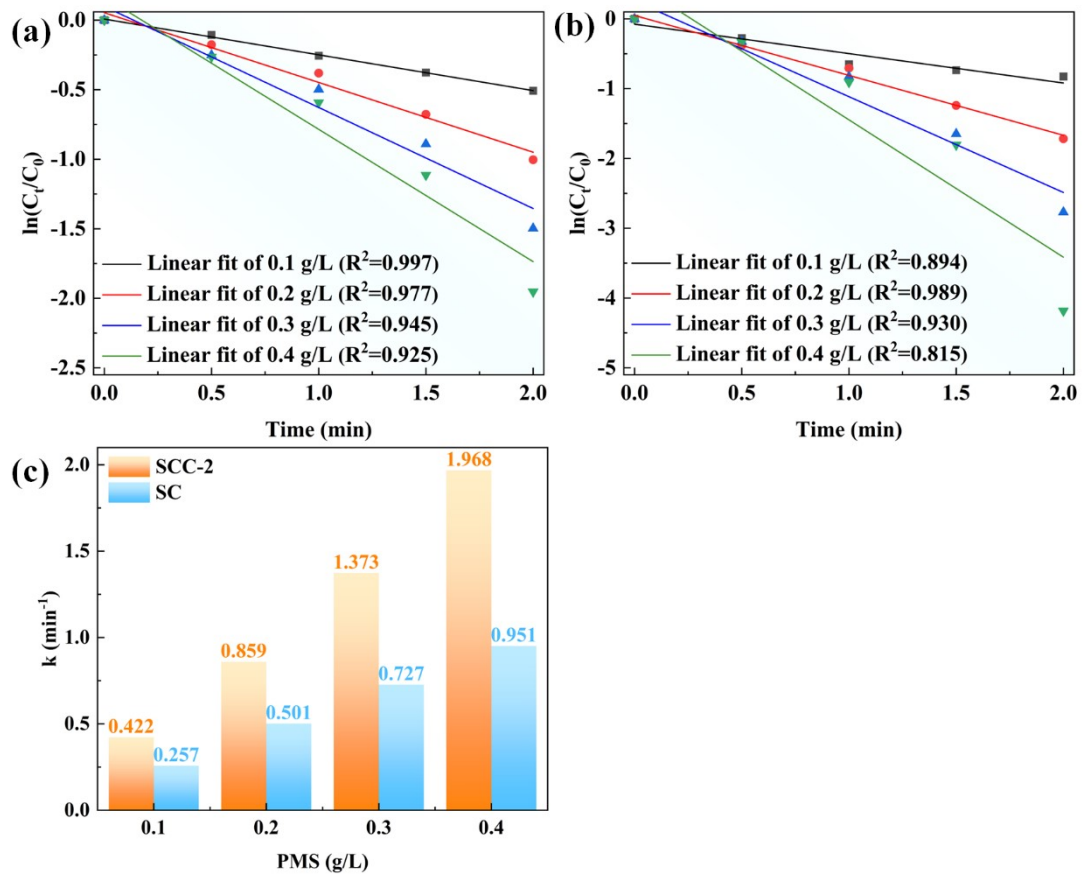 (a)
0.0
-0.5
-1.0
-1.5
-2.0
-2.5
ln(Cₜ/C₀)
Linear fit of 0.1 g/L (R²=0.997)
Linear fit of 0.2 g/L (R²=0.977)
Linear fit of 0.3 g/L (R²=0.945)
Linear fit of 0.4 g/L (R²=0.925)
0.0 0.5 1.0 1.5 2.0
Time (min)
(b)
0
-1
-2
-3
-4
-5
ln(Cₜ/C₀)
Linear fit of 0.1 g/L (R²=0.894)
Linear fit of 0.2 g/L (R²=0.989)
Linear fit of 0.3 g/L (R²=0.930)
Linear fit of 0.4 g/L (R²=0.815)
0.0 0.5 1.0 1.5 2.0
Time (min)
(c)
2.0
1.5
1.0
0.5
0.0
k (min⁻¹)
SCC-2
SC
0.422 0.257
0.859 0.501
1.373 0.727
1.968 0.951
0.1 0.2 0.3 0.4
PMS (g/L)